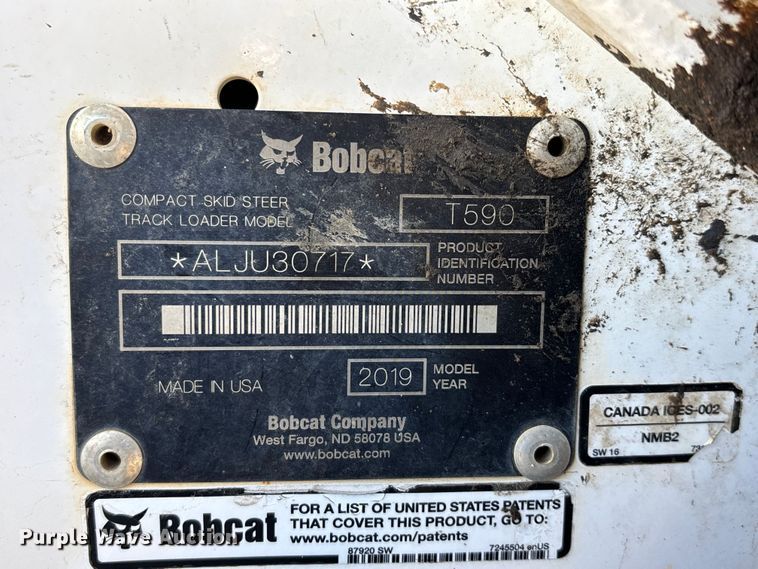 Bobcat
COMPACT SKID STEER
TRACK LOADER MODEL
T590
*ALJU30717*
PRODUCT
IDENTIFICATION
NUMBER
MADE IN USA
2019
MODEL
YEAR
Bobcat Company
West Fargo, ND 58078 USA
www.bobcat.com
CANADA ICES-002
NMB2
SW 16
Bobcat
FOR A LIST OF UNITED STATES PATENTS
THAT COVER THIS PRODUCT, GO TO:
www.bobcat.com/patents
87920 SW
7245504 enUS
Purple Wave Auction